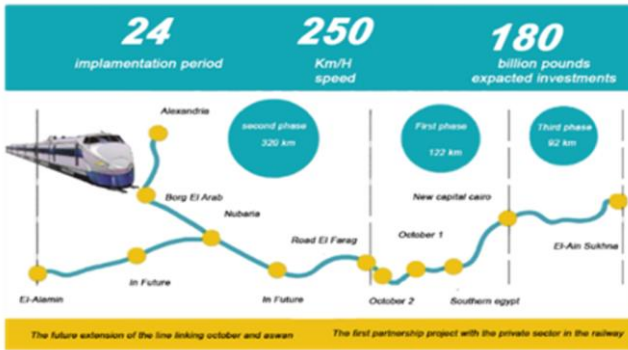 24
implamentation period
250
Km/H
speed
180
billion pounds
expacted investments
Alexandria
second phase
320 km
First phase
122 km
Third phase
92 km
Borg El Arab
New capital cairo
Nubaria
Road El Farag
October 1
El-Ain Sukhna
In Future
El-Alamin
In Future
October 2
Southern egypt
The future extension of the line linking october and aswan
The first partnership project with the private sector in the railway